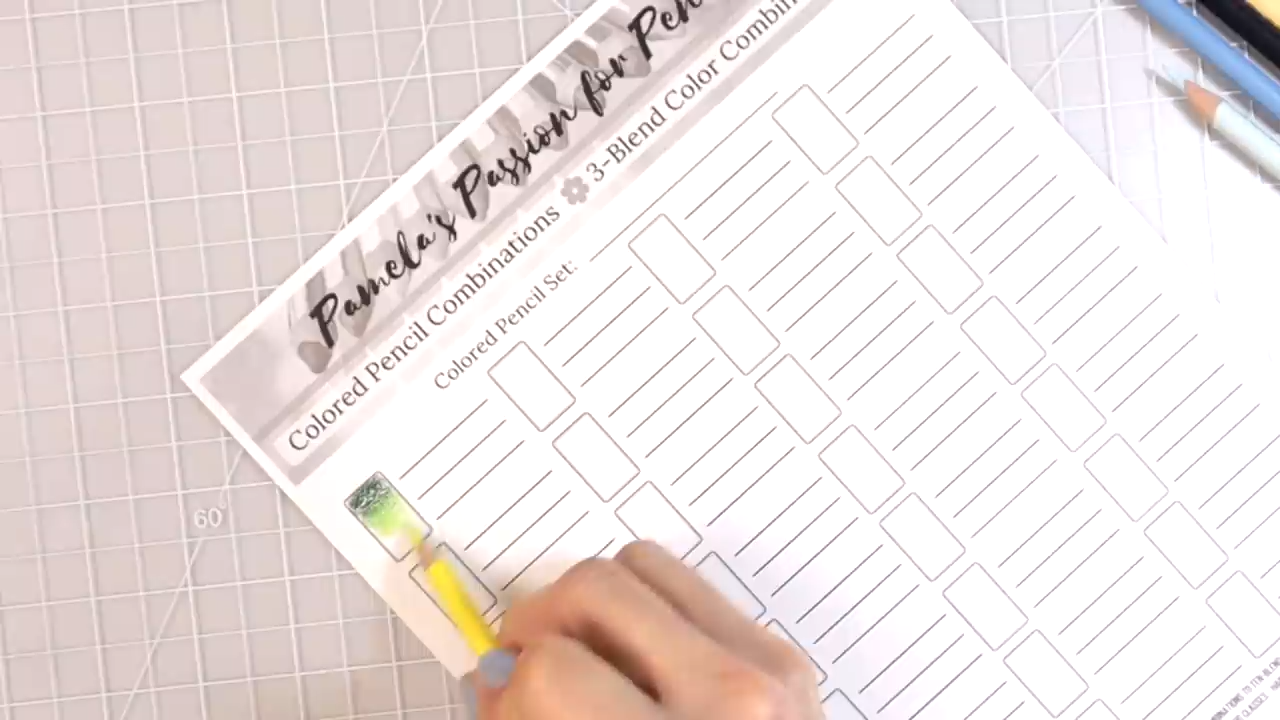 Pamela's Passion for Pen
Colored Pencil Combinations ✿ 3-Blend Color Combin
Colored Pencil Set:
60°